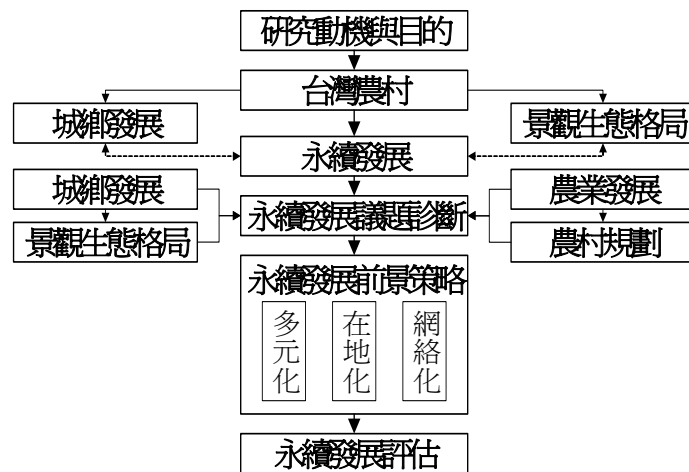 研究動機與目的
台灣農村
城鄉發展
景觀生態格局
永續發展
城鄉發展
農業發展
永續發展議題診斷
景觀生態格局
農村規劃
永續發展前景策略
多元化
在地化
網絡化
永續發展評估